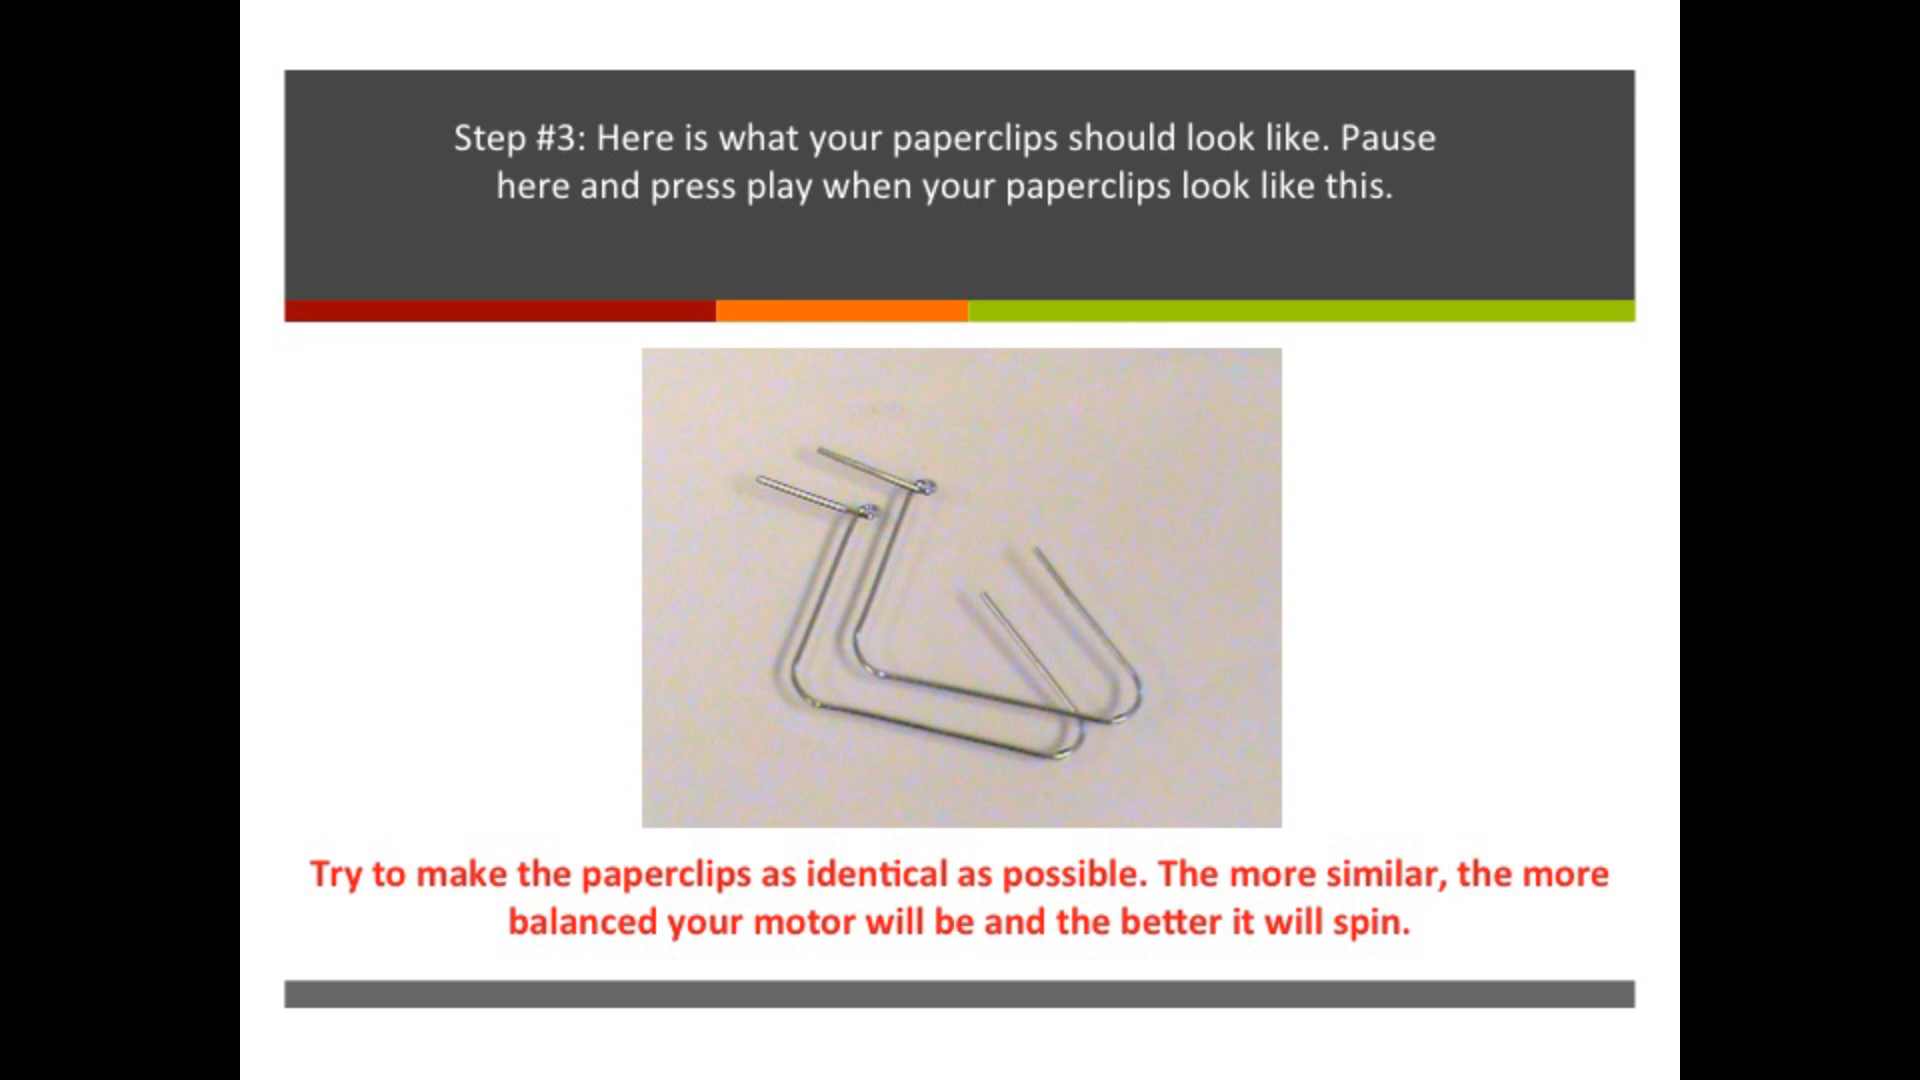 Step #3: Here is what your paperclips should look like. Pause
here and press play when your paperclips look like this.
Try to make the paperclips as identical as possible. The more similar, the more
balanced your motor will be and the better it will spin.